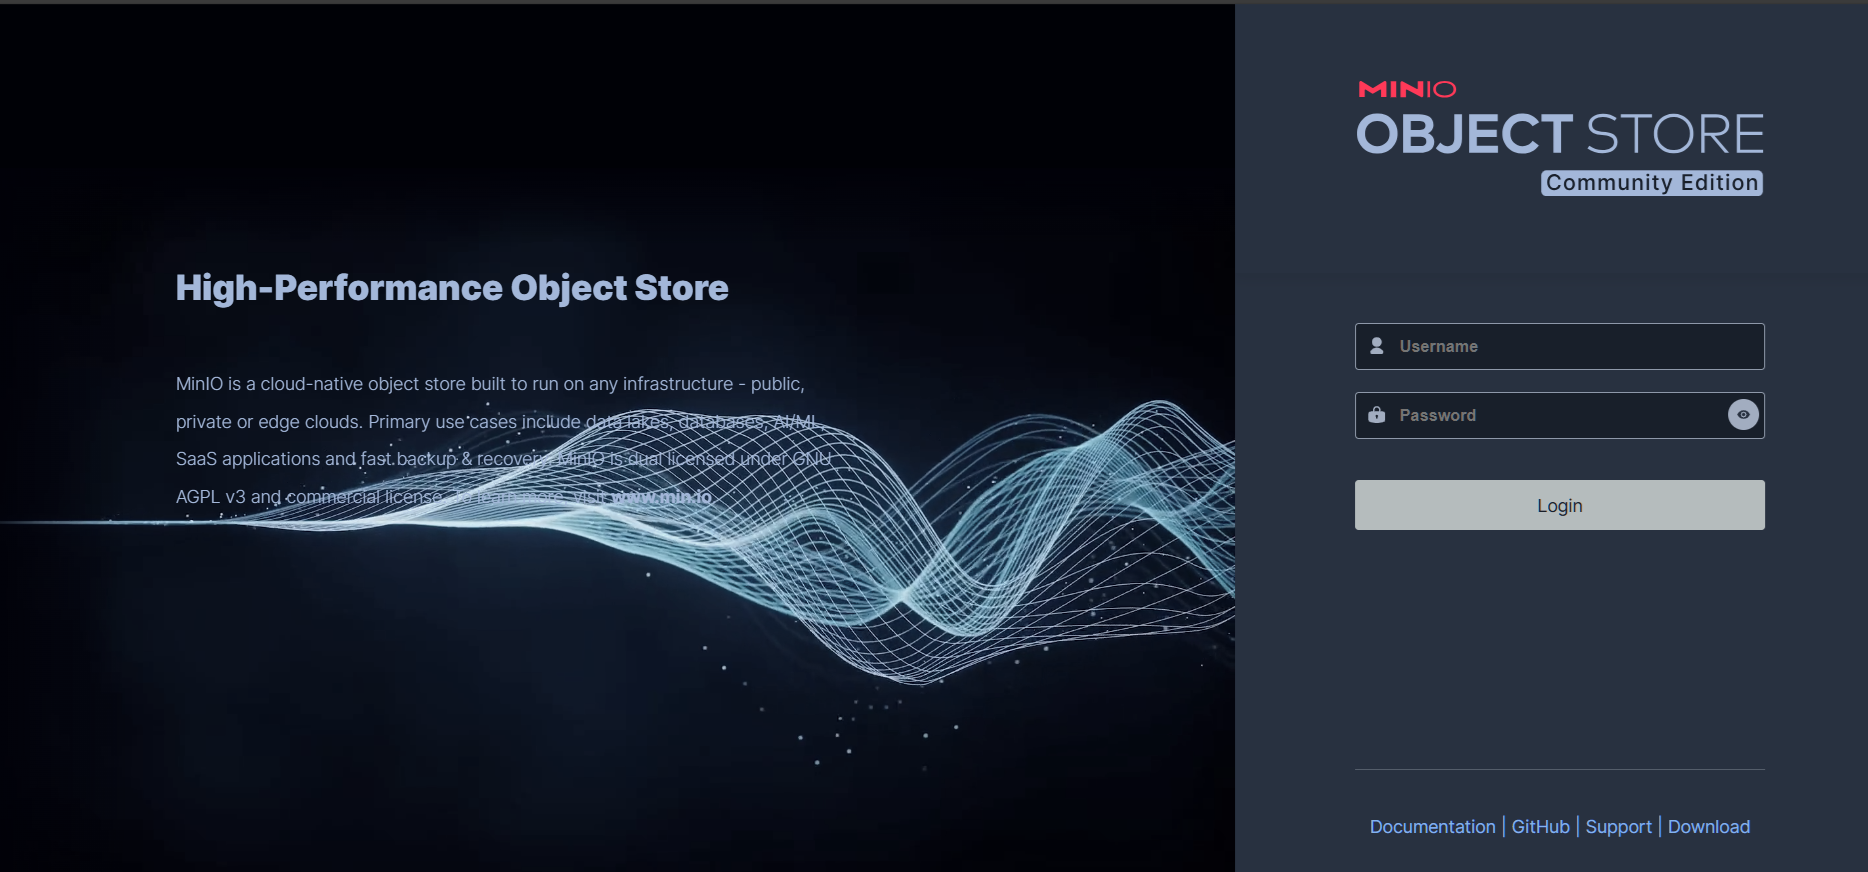 High-Performance Object Store
MinIO is a cloud-native object store built to run on any infrastructure - public,
private or edge clouds. Primary use cases include data lakes, databases, AI/ML,
SaaS applications and fast backup & recovery. MinIO is dual licensed under GNU
AGPL v3 and commercial license. To learn more, visit www.min.io.
MINIO
OBJECT STORE
Community Edition
Username
Password
Login
Documentation | GitHub | Support | Download